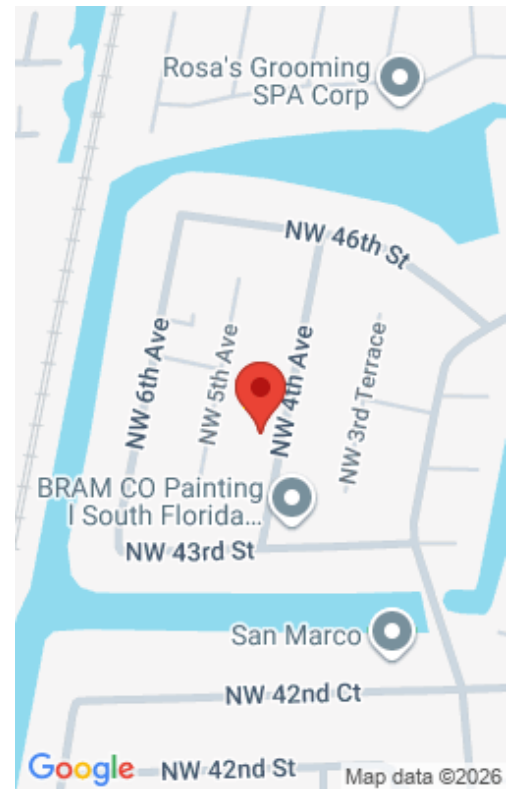 Rosa's Grooming
SPA Corp
NW 46th St
NW 6th Ave
NW 5th Ave
NW 4th Ave
NW 3rd Terrace
BRAM CO Painting
I South Florida...
NW 43rd St
San Marco
NW 42nd Ct
Google
NW 42nd St
Map data ©2026